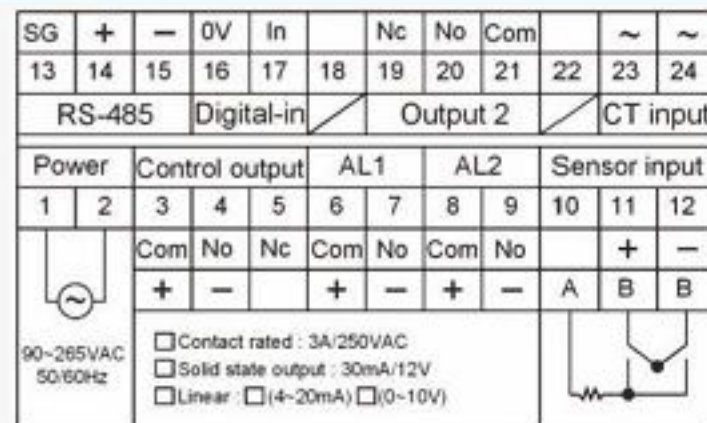 SG + − 0V In Nc No Com ~ ~
13 14 15 16 17 18 19 20 21 22 23 24
RS-485 Digital-in Output 2 CT input
Power Control output AL1 AL2 Sensor input
1 2 3 4 5 6 7 8 9 10 11 12
Com No Nc Com No Com No + −
~ + − + − + − A B B
90~265VAC
50/60Hz
Contact rated : 3A/250VAC
Solid state output : 30mA/12V
Linear : (4~20mA) (0~10V)